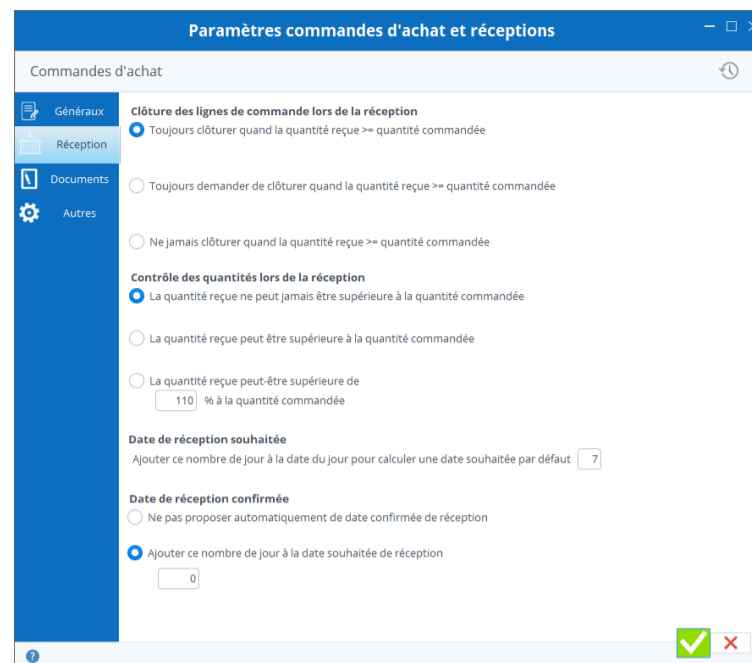 Paramètres commandes d'achat et réceptions
Commandes d'achat
Généraux
Réception
Documents
Autres
Clôture des lignes de commande lors de la réception
Toujours clôturer quand la quantité reçue >= quantité commandée
Toujours demander de clôturer quand la quantité reçue >= quantité commandée
Ne jamais clôturer quand la quantité reçue >= quantité commandée
Contrôle des quantités lors de la réception
La quantité reçue ne peut jamais être supérieure à la quantité commandée
La quantité reçue peut être supérieure à la quantité commandée
La quantité reçue peut-être supérieure de
110 % à la quantité commandée
Date de réception souhaitée
Ajouter ce nombre de jour à la date du jour pour calculer une date souhaitée par défaut 7
Date de réception confirmée
Ne pas proposer automatiquement de date confirmée de réception
Ajouter ce nombre de jour à la date souhaitée de réception
0
?